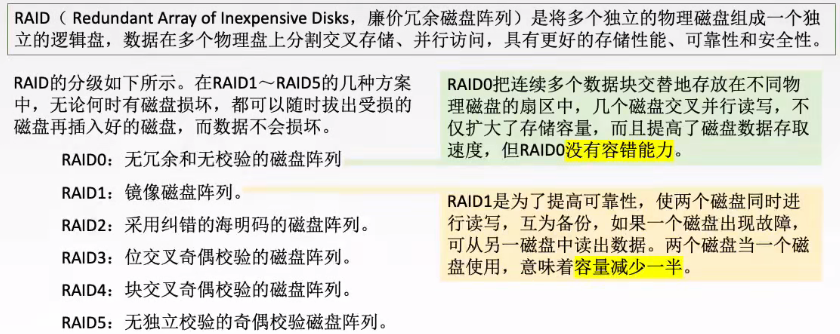 RAID（ Redundant Array of Inexpensive Disks，廉价冗余磁盘阵列）是将多个独立的物理磁盘组成一个独
立的逻辑盘，数据在多个物理盘上分割交叉存储、并行访问，具有更好的存储性能、可靠性和安全性。
RAID的分级如下所示。在RAID1～RAID5的几种方案
中，无论何时有磁盘损坏，都可以随时拔出受损的
磁盘再插入好的磁盘，而数据不会损坏。
RAID0：无冗余和无校验的磁盘阵列
RAID1：镜像磁盘阵列。
RAID2：采用纠错的海明码的磁盘阵列。
RAID3：位交叉奇偶校验的磁盘阵列。
RAID4：块交叉奇偶校验的磁盘阵列。
RAID5：无独立校验的奇偶校验磁盘阵列。
RAID0把连续多个数据块交替地存放在不同物
理磁盘的扇区中，几个磁盘交叉并行读写，不
仅扩大了存储容量，而且提高了磁盘数据存取
速度，但RAID0没有容错能力。
RAID1是为了提高可靠性，使两个磁盘同时进
行读写，互为备份，如果一个磁盘出现故障，
可从另一磁盘中读出数据。两个磁盘当一个磁
盘使用，意味着容量减少一半。